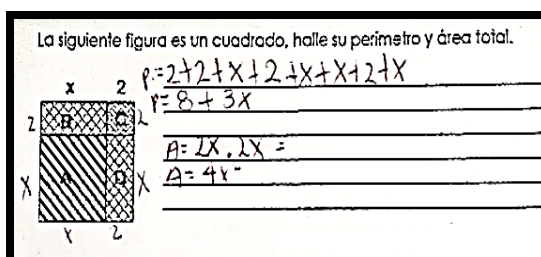 La siguiente figura es un cuadrado, halle su perímetro y área total.
P:=2+2+x+2+x+x+2+x
x 2
P=8+3x
2 B C 2
A=2x.2x=
x A D x
A=4x-
x 2